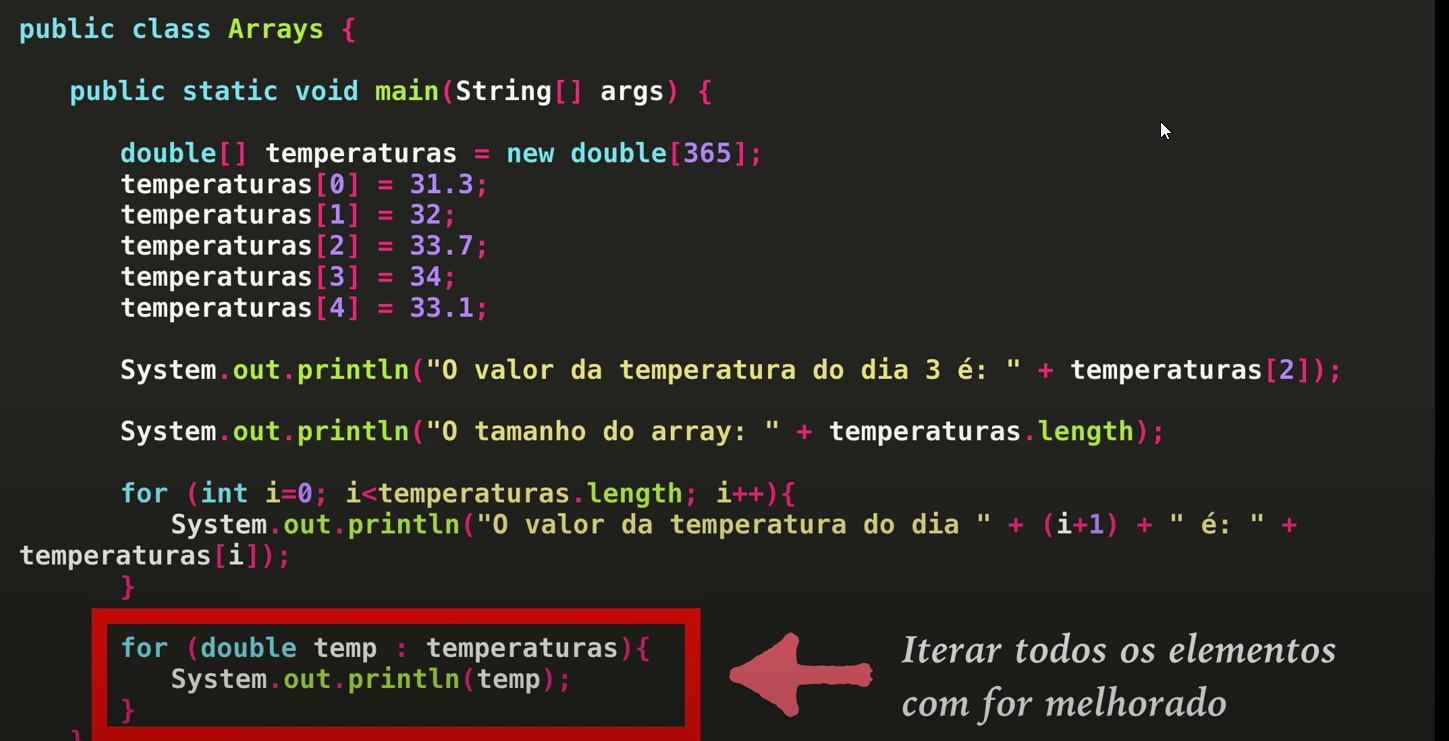 public class Arrays {
public static void main(String[] args) {
double[] temperaturas = new double[365];
temperaturas[0] = 31.3;
temperaturas[1] = 32;
temperaturas[2] = 33.7;
temperaturas[3] = 34;
temperaturas[4] = 33.1;
System.out.println("O valor da temperatura do dia 3 é: " + temperaturas[2]);
System.out.println("O tamanho do array: " + temperaturas.length);
for (int i=0; i<temperaturas.length; i++){
System.out.println("O valor da temperatura do dia " + (i+1) + " é: " +
temperaturas[i]);
}
for (double temp : temperaturas){
System.out.println(temp);
}
}
Iterar todos os elementos
com for melhorado